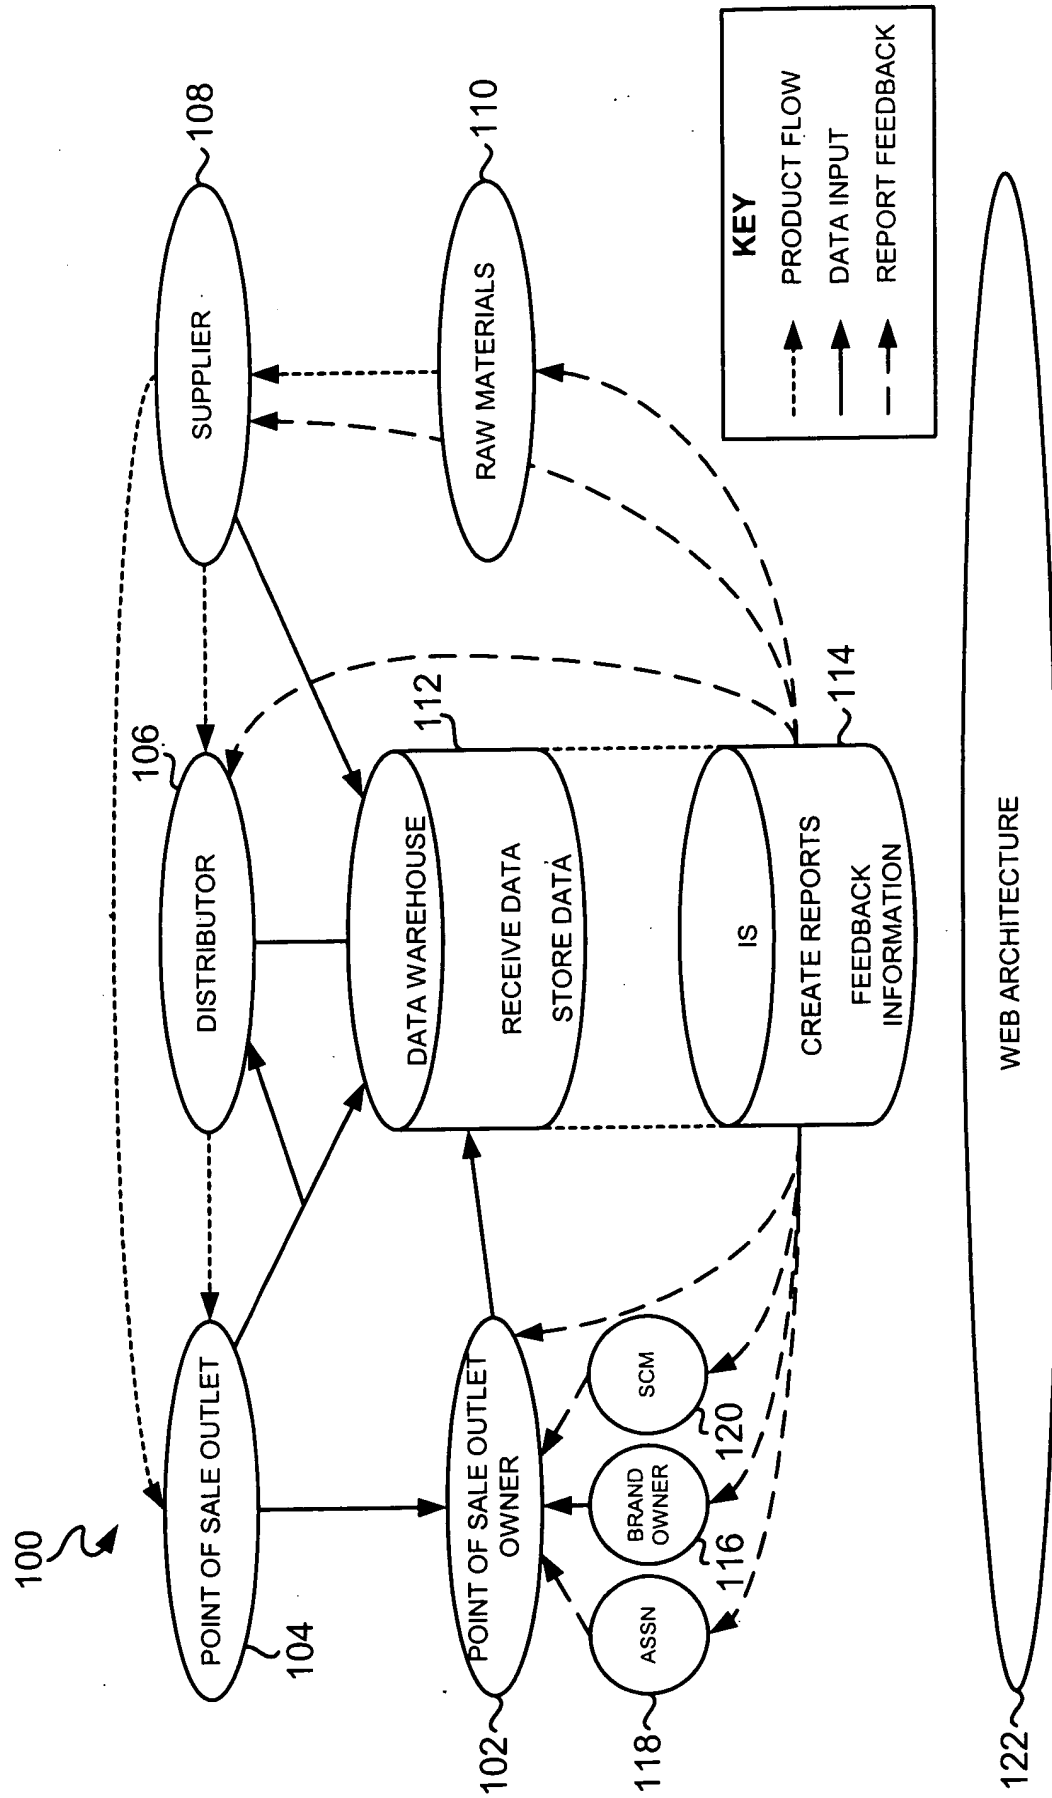 100
108
106
SUPPLIER
DISTRIBUTOR
POINT OF SALE OUTLET
104
110
RAW MATERIALS
112
DATA WAREHOUSE
RECEIVE DATA
STORE DATA
POINT OF SALE OUTLET
OWNER
102
SCM
120
BRAND
OWNER
116
ASSN
118
114
IS
CREATE REPORTS
FEEDBACK
INFORMATION
KEY
PRODUCT FLOW
DATA INPUT
REPORT FEEDBACK
WEB ARCHITECTURE
122